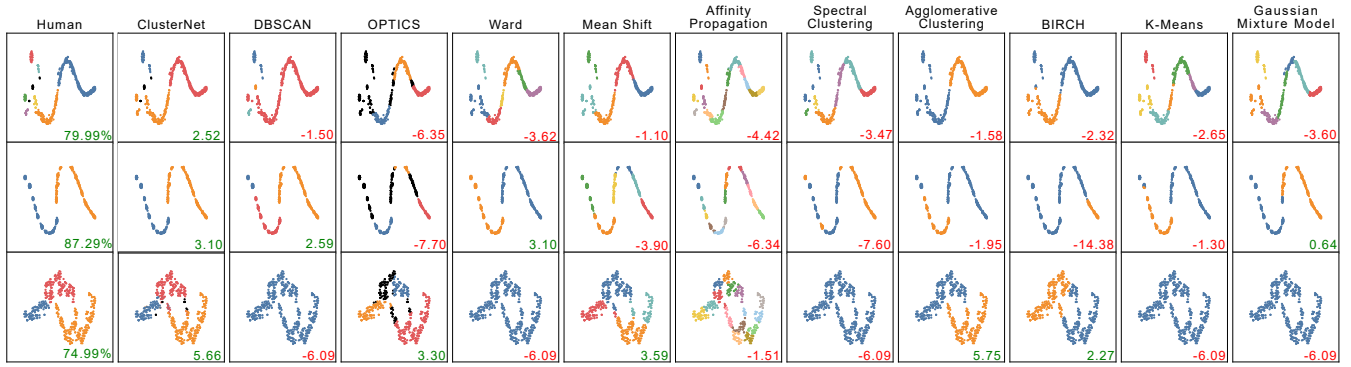 Human ClusterNet DBSCAN OPTICS Ward Mean Shift Affinity Propagation Spectral Clustering Agglomerative Clustering BIRCH K-Means Gaussian Mixture Model
79.99% 2.52 -1.50 -6.35 -3.62 -1.10 -4.42 -3.47 -1.58 -2.32 -2.65 -3.60
87.29% 3.10 2.59 -7.70 3.10 -3.90 -6.34 -7.60 -1.95 -14.38 -1.30 0.64
74.99% 5.66 -6.09 3.30 -6.09 3.59 -1.51 -6.09 5.75 2.27 -6.09 -6.09